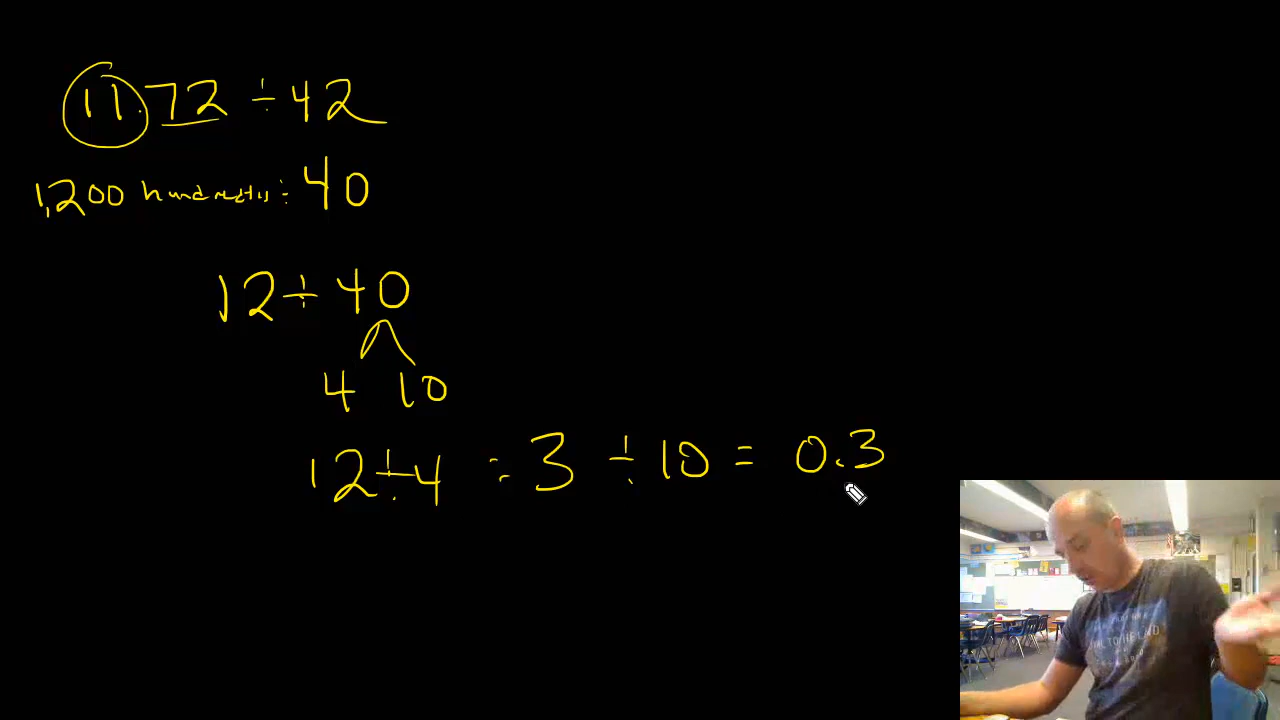 11.72 ÷ 42
1,200 hundredths ÷ 40
12 ÷ 40
4 10
12 ÷ 4 = 3 ÷ 10 = 0.3